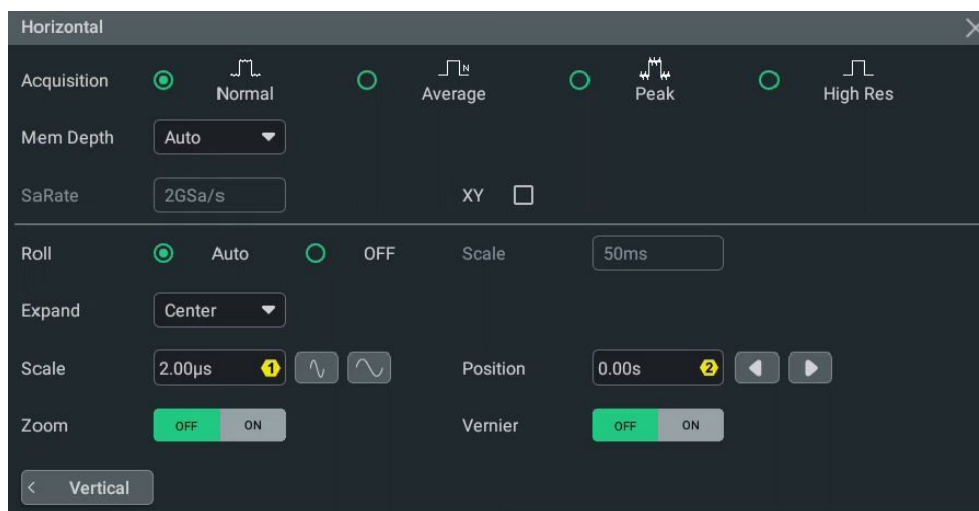 Horizontal
Acquisition Normal N Average Peak High Res
Mem Depth Auto
SaRate 2GSa/s XY
Roll Auto OFF Scale 50ms
Expand Center
Scale 2.00µs 1 Position 0.00s 2
Zoom OFF ON Vernier OFF ON
< Vertical